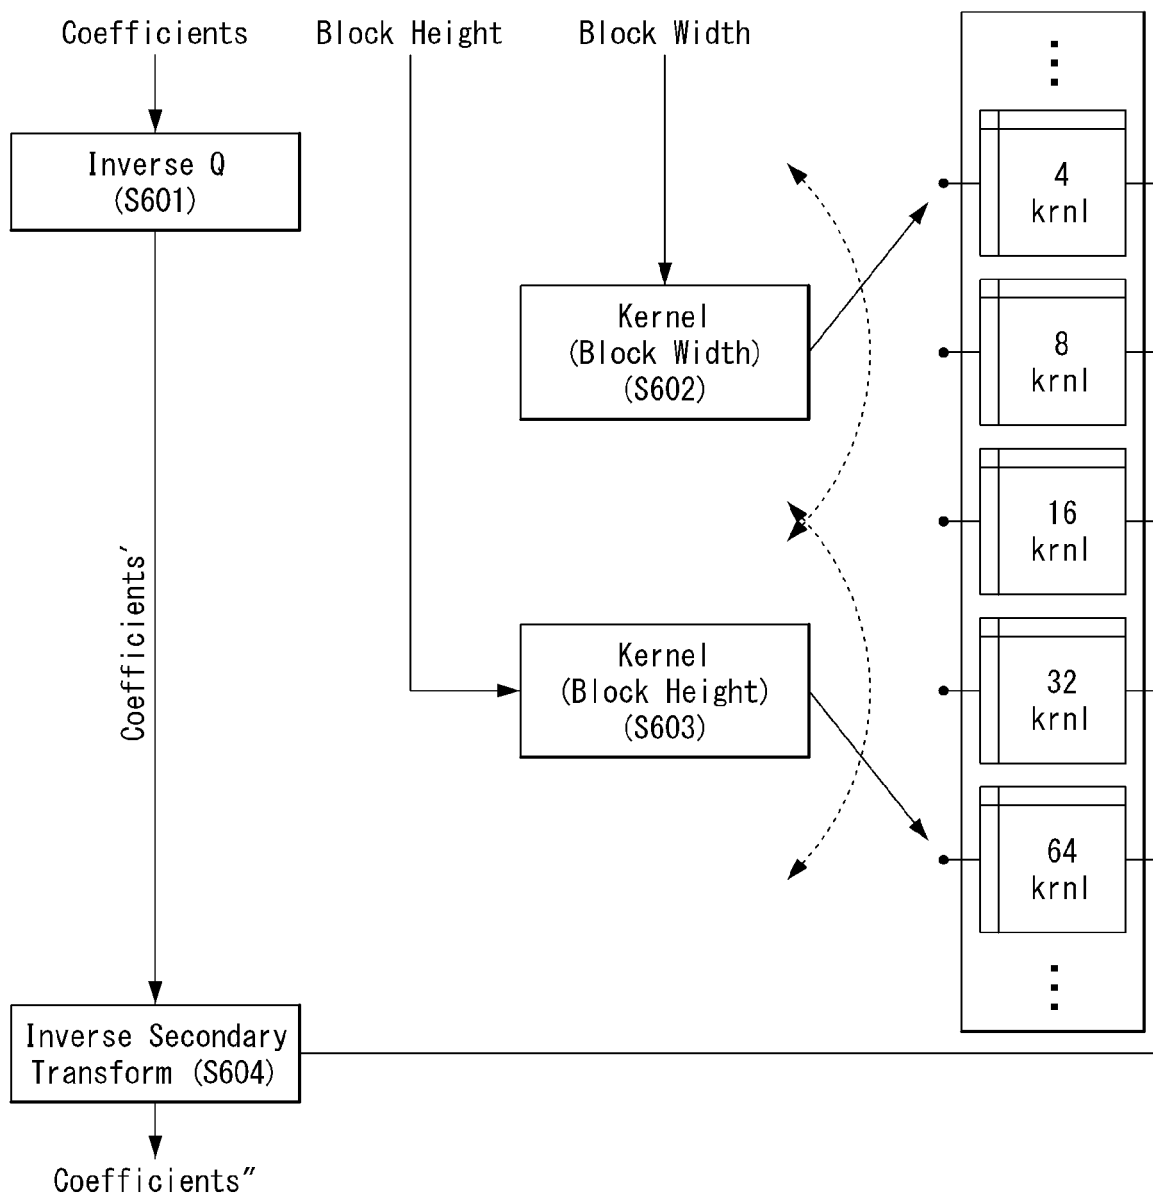 Coefficients
Block Height
Block Width
Inverse Q
(S601)
Kernel
(Block Width)
(S602)
Coefficients'
Kernel
(Block Height)
(S603)
4
krnl
8
krnl
16
krnl
32
krnl
64
krnl
Inverse Secondary
Transform (S604)
Coefficients"